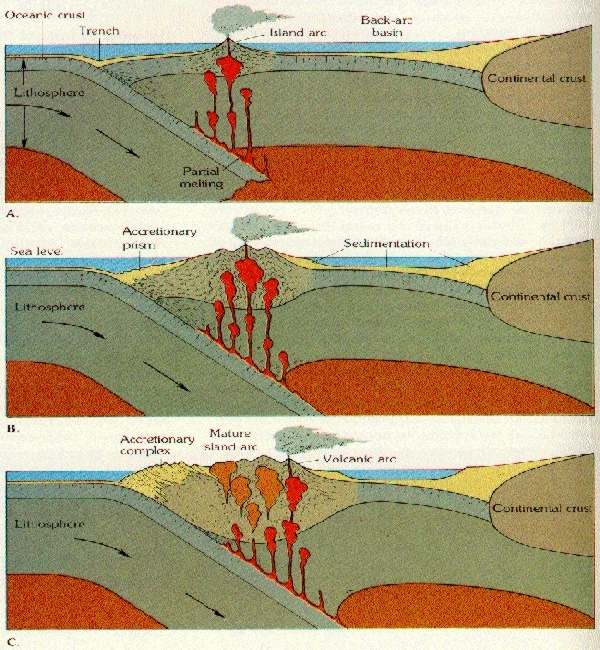 Oceanic crust
Trench
Island arc
Back-arc
basin
Lithosphere
Continental crust
Partial
melting
A.
Accretionary
prism
Sea level
Sedimentation
Lithosphere
Continental crust
B.
Accretionary
complex
Mature
island arc
Volcanic arc
Lithosphere
Continental crust
C.